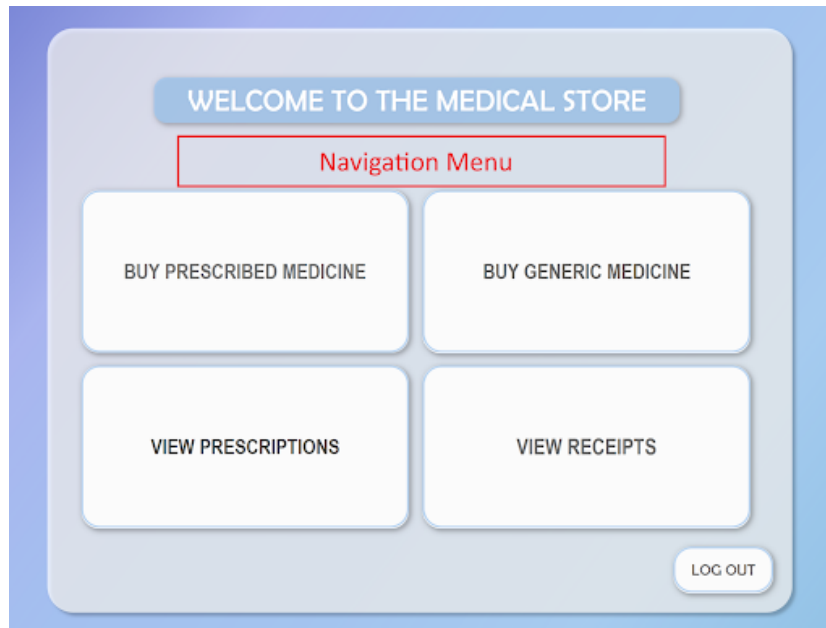 WELCOME TO THE MEDICAL STORE
Navigation Menu
BUY PRESCRIBED MEDICINE
BUY GENERIC MEDICINE
VIEW PRESCRIPTIONS
VIEW RECEIPTS
LOG OUT